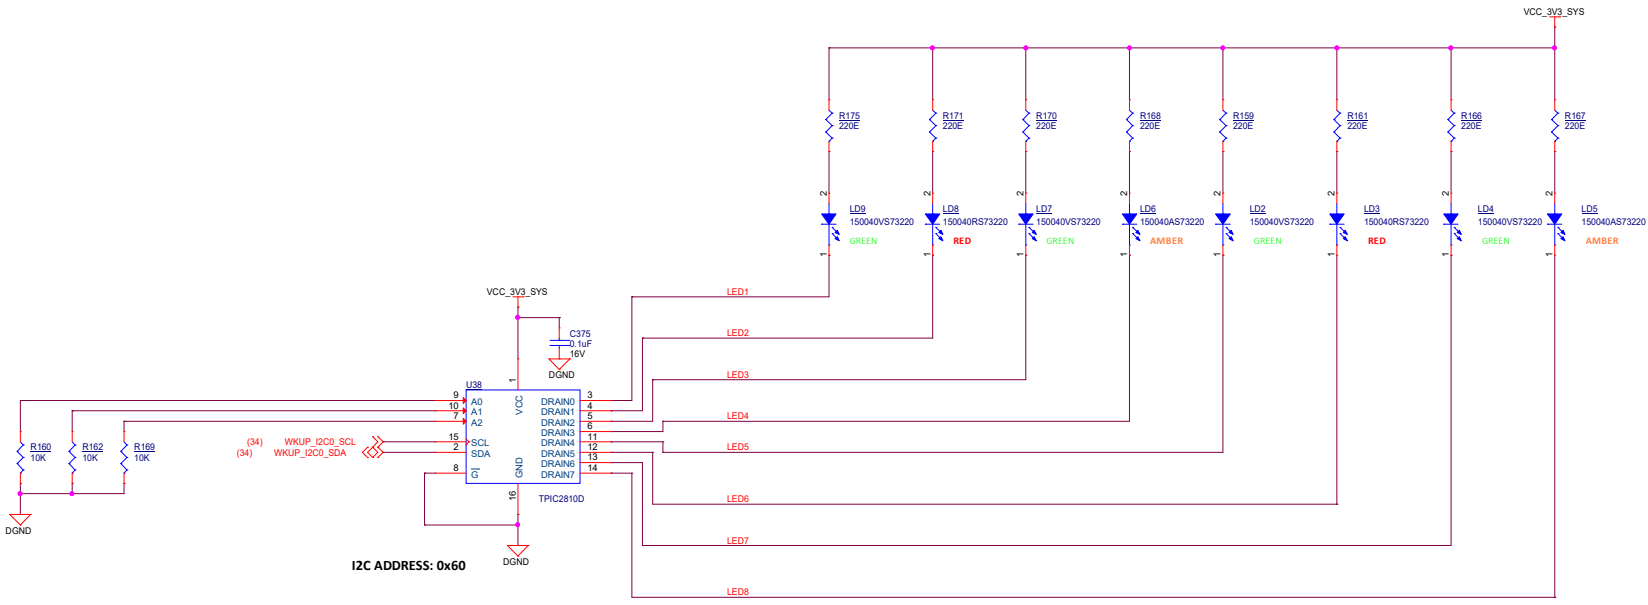 VCC_3V3_SYS
R175
220E
R171
220E
R170
220E
R168
220E
R159
220E
R161
220E
R166
220E
R167
220E
2 2 2 2 2 2 2 2
LD9
150040VS73220
GREEN
LD8
150040RS73220
RED
LD7
150040VS73220
GREEN
LD6
150040AS73220
AMBER
LD2
150040VS73220
GREEN
LD3
150040RS73220
RED
LD4
150040VS73220
GREEN
LD5
150040AS73220
AMBER
1 1 1 1 1 1 1 1
LED1
LED2
LED3
LED4
LED5
LED6
LED7
LED8
VCC_3V3_SYS
C375
0.1uF
16V
DGND
U38
1
VCC
9 A0
10 A1
7 A2
15 SCL
2 SDA
8 G
GND
16
DRAIN0 3
DRAIN1 4
DRAIN2 5
DRAIN3 6
DRAIN4 11
DRAIN5 12
DRAIN6 13
DRAIN7 14
TPIC2810D
DGND
(34) WKUP_I2C0_SCL
(34) WKUP_I2C0_SDA
R160
10K
R162
10K
R169
10K
DGND
I2C ADDRESS: 0x60